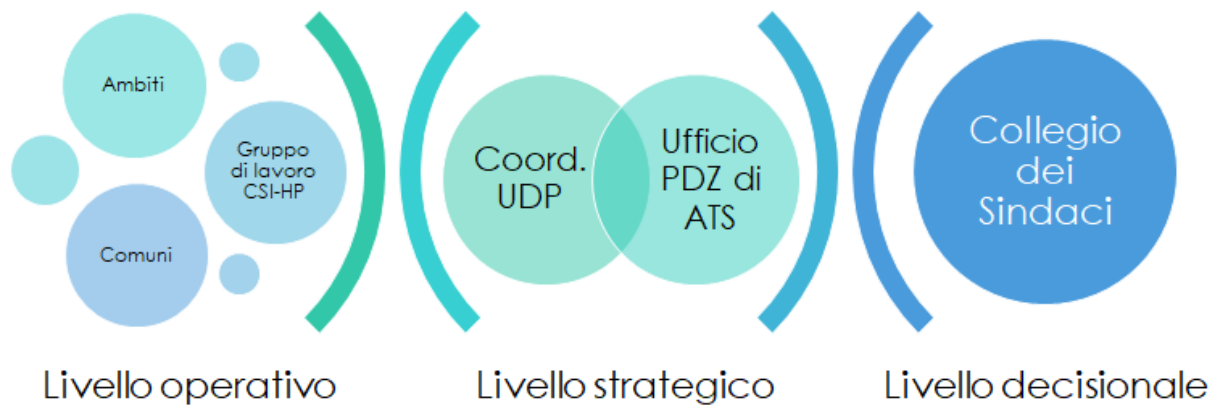 Ambiti
Gruppo
di lavoro
CSI-HP
Comuni
Coord.
UDP
Ufficio
PDZ di
ATS
Collegio
dei
Sindaci
Livello operativo
Livello strategico
Livello decisionale